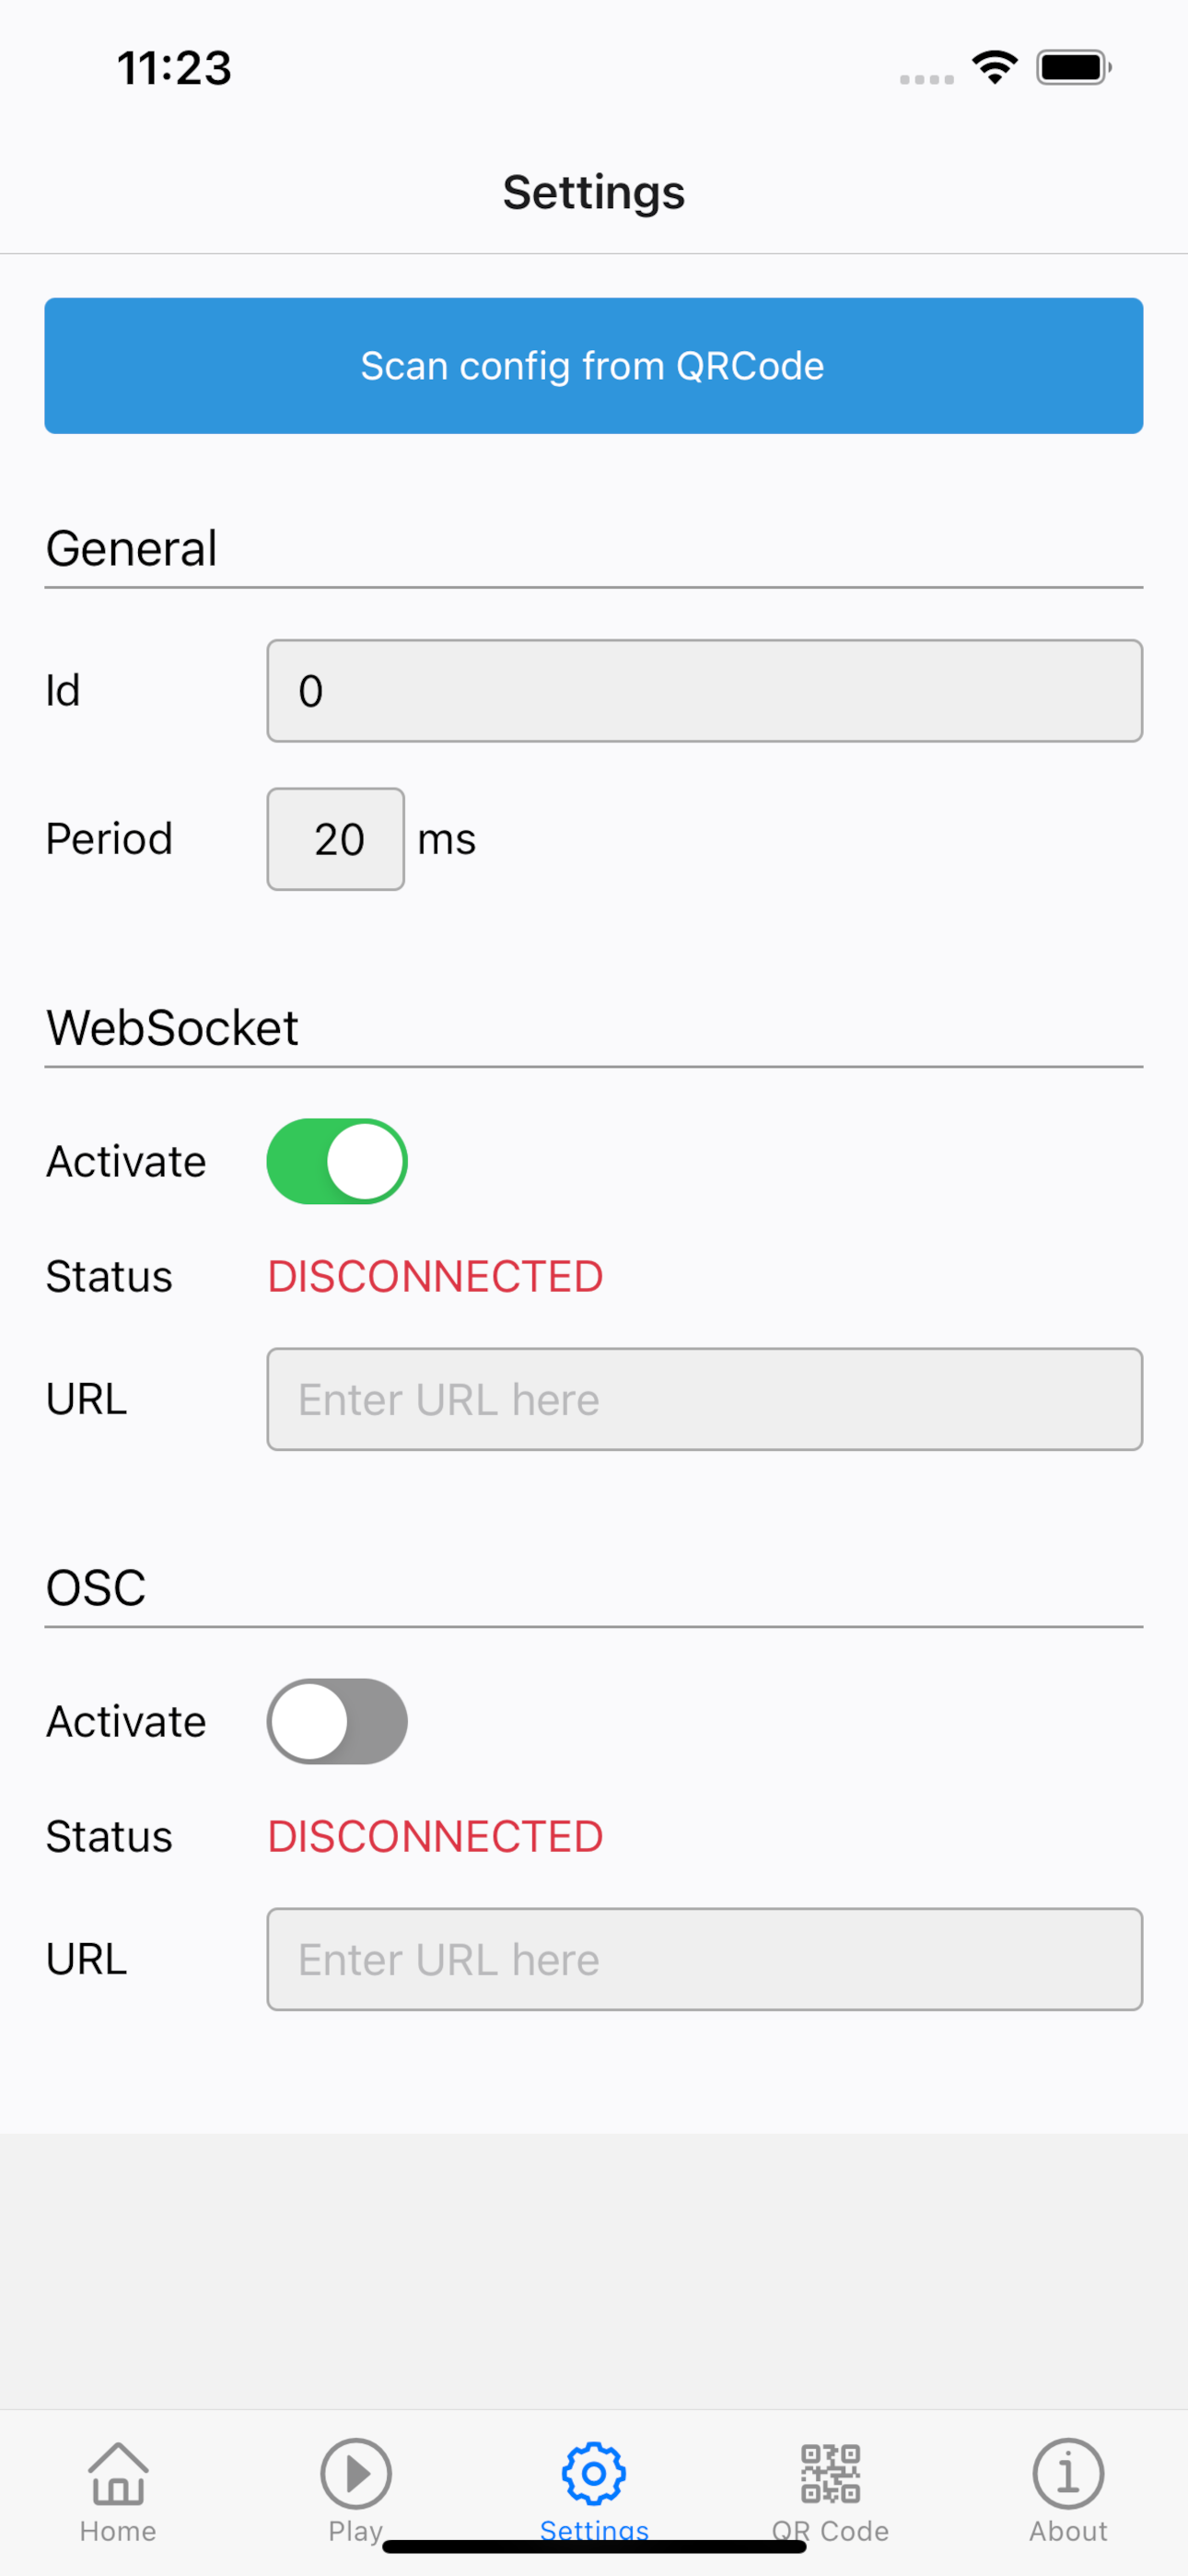 11:23
Settings
Scan config from QRCode
General
Id 0
Period 20 ms
WebSocket
Activate
Status DISCONNECTED
URL Enter URL here
OSC
Activate
Status DISCONNECTED
URL Enter URL here
Home Play Settings QR Code About